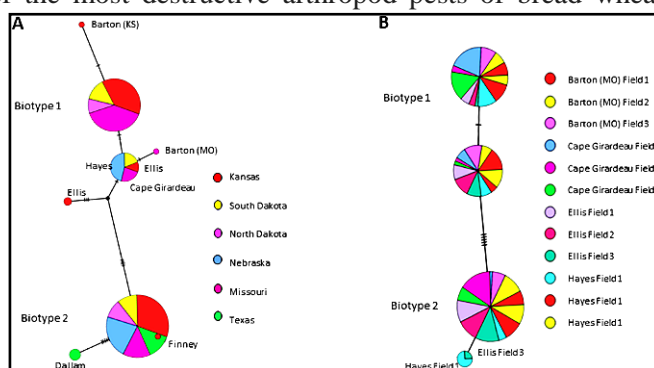 of the most destructive arthropod pests of bread whea
A
Barton (KS)
Biotype 1
Hayes
Ellis
Barton (MO)
Cape Girardeau
Ellis
Biotype 2
Finney
Dallam
Kansas
South Dakota
North Dakota
Nebraska
Missouri
Texas
B
Biotype 1
Biotype 2
Ellis Field 3
Hayes Field 1
Barton (MO) Field 1
Barton (MO) Field 2
Barton (MO) Field 3
Cape Girardeau Field
Cape Girardeau Field
Cape Girardeau Field
Ellis Field 1
Ellis Field 2
Ellis Field 3
Hayes Field 1
Hayes Field 1
Hayes Field 1